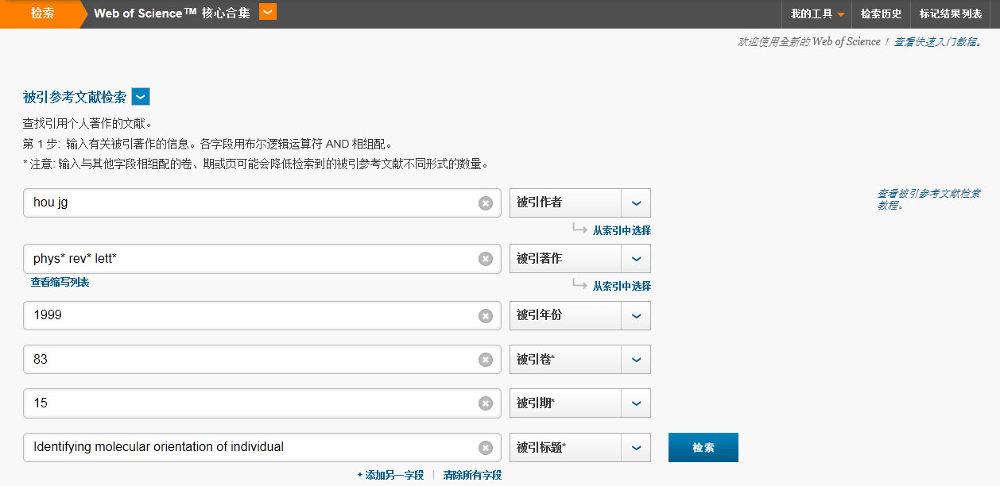 检索 Web of Science™ 核心合集 我的工具 检索历史 标记结果列表
欢迎使用全新的 Web of Science ! 查看快速入门教程。
被引参考文献检索
查找引用个人著作的文献。
第 1 步: 输入有关被引著作的信息。各字段用布尔逻辑运算符 AND 相组配。
* 注意: 输入与其他字段相组配的卷、期或页可能会降低检索到的被引参考文献不同形式的数量。
hou jg 被引作者
查看被引参考文献检索
教程。
从索引中选择
phys* rev* lett* 被引著作
查看缩写列表 从索引中选择
1999 被引年份
83 被引卷*
15 被引期*
Identifying molecular orientation of individual 被引标题* 检索
+ 添加另一字段 | 清除所有字段